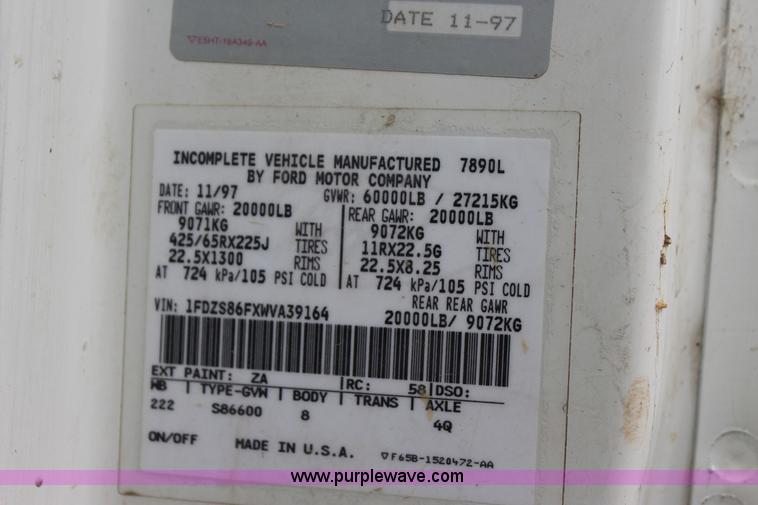 DATE 11-97
▽E5HT-19A349-AA
INCOMPLETE VEHICLE MANUFACTURED 7890L
BY FORD MOTOR COMPANY
DATE: 11/97 GVWR: 60000LB / 27215KG
FRONT GAWR: 20000LB REAR GAWR: 20000LB
9071KG WITH 9072KG WITH
425/65RX225J TIRES 11RX22.5G TIRES
22.5X1300 RIMS 22.5X8.25 RIMS
AT 724 kPa/105 PSI COLD AT 724 kPa/105 PSI COLD
REAR REAR GAWR
VIN: 1FDZS86FXWVA39164 20000LB/ 9072KG
EXT PAINT: ZA RC: 58 DSO:
WB TYPE-GVW BODY TRANS AXLE
222 S86600 8 4Q
ON/OFF MADE IN U.S.A. ▽F65B-1520472-AA
www.purplewave.com